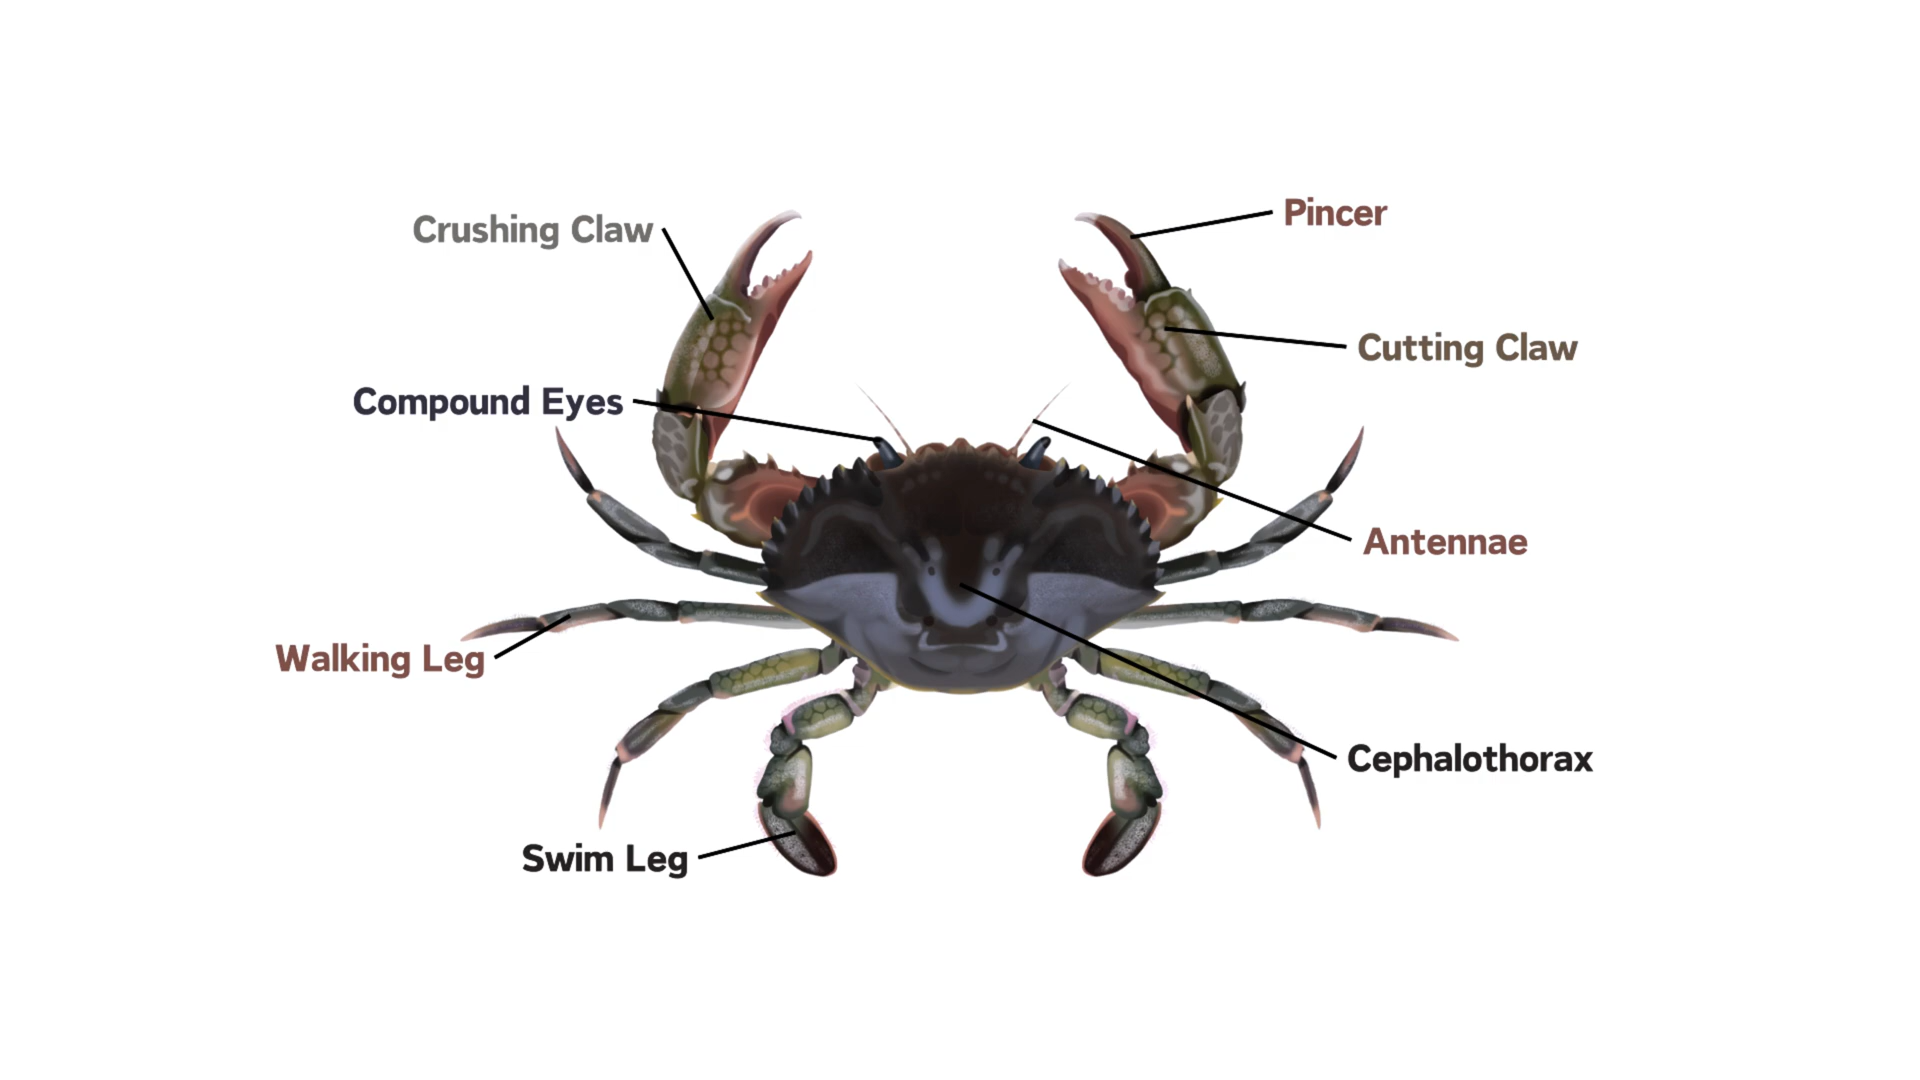 Crushing Claw
Pincer
Cutting Claw
Compound Eyes
Antennae
Walking Leg
Cephalothorax
Swim Leg